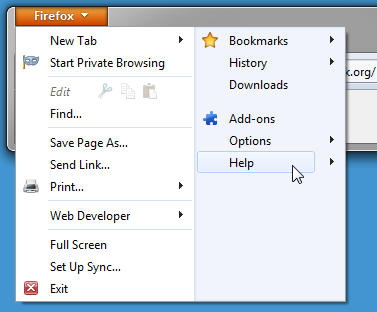 Firefox
New Tab
Start Private Browsing
Edit
Find...
Save Page As...
Send Link...
Print...
Web Developer
Full Screen
Set Up Sync...
Exit
Bookmarks
History
Downloads
Add-ons
Options
Help
k.org/